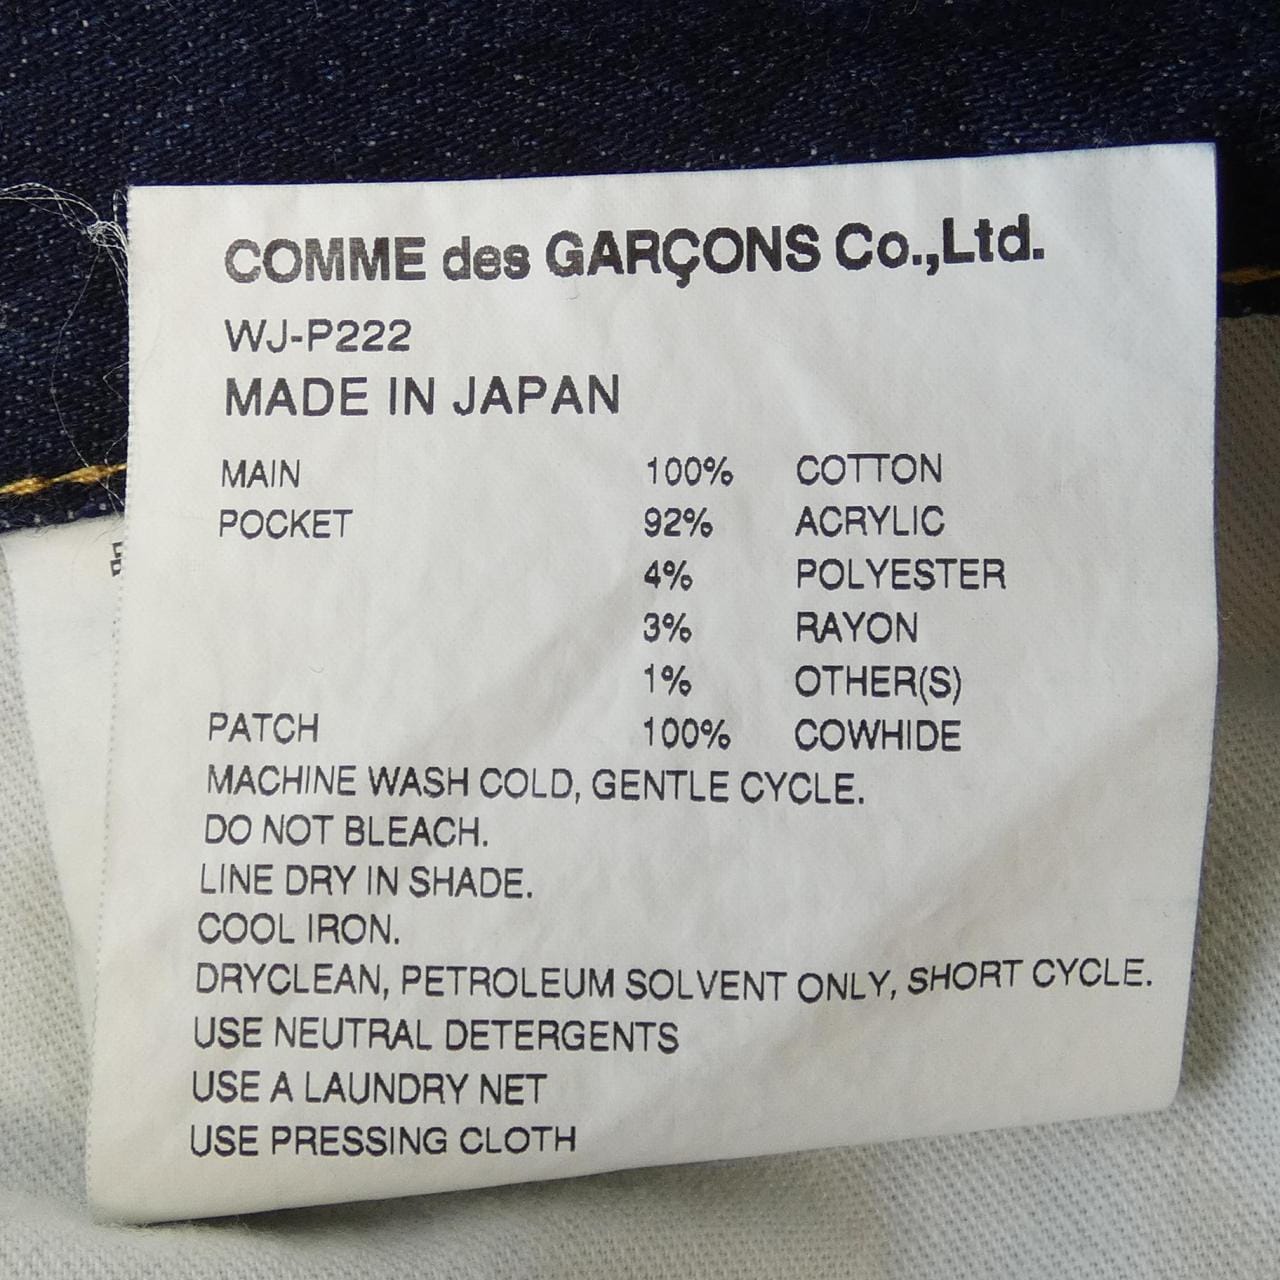 COMME des GARÇONS Co.,Ltd.
WJ-P222
MADE IN JAPAN
MAIN 100% COTTON
POCKET 92% ACRYLIC
4% POLYESTER
3% RAYON
1% OTHER(S)
PATCH 100% COWHIDE
MACHINE WASH COLD, GENTLE CYCLE.
DO NOT BLEACH.
LINE DRY IN SHADE.
COOL IRON.
DRYCLEAN, PETROLEUM SOLVENT ONLY, SHORT CYCLE.
USE NEUTRAL DETERGENTS
USE A LAUNDRY NET
USE PRESSING CLOTH